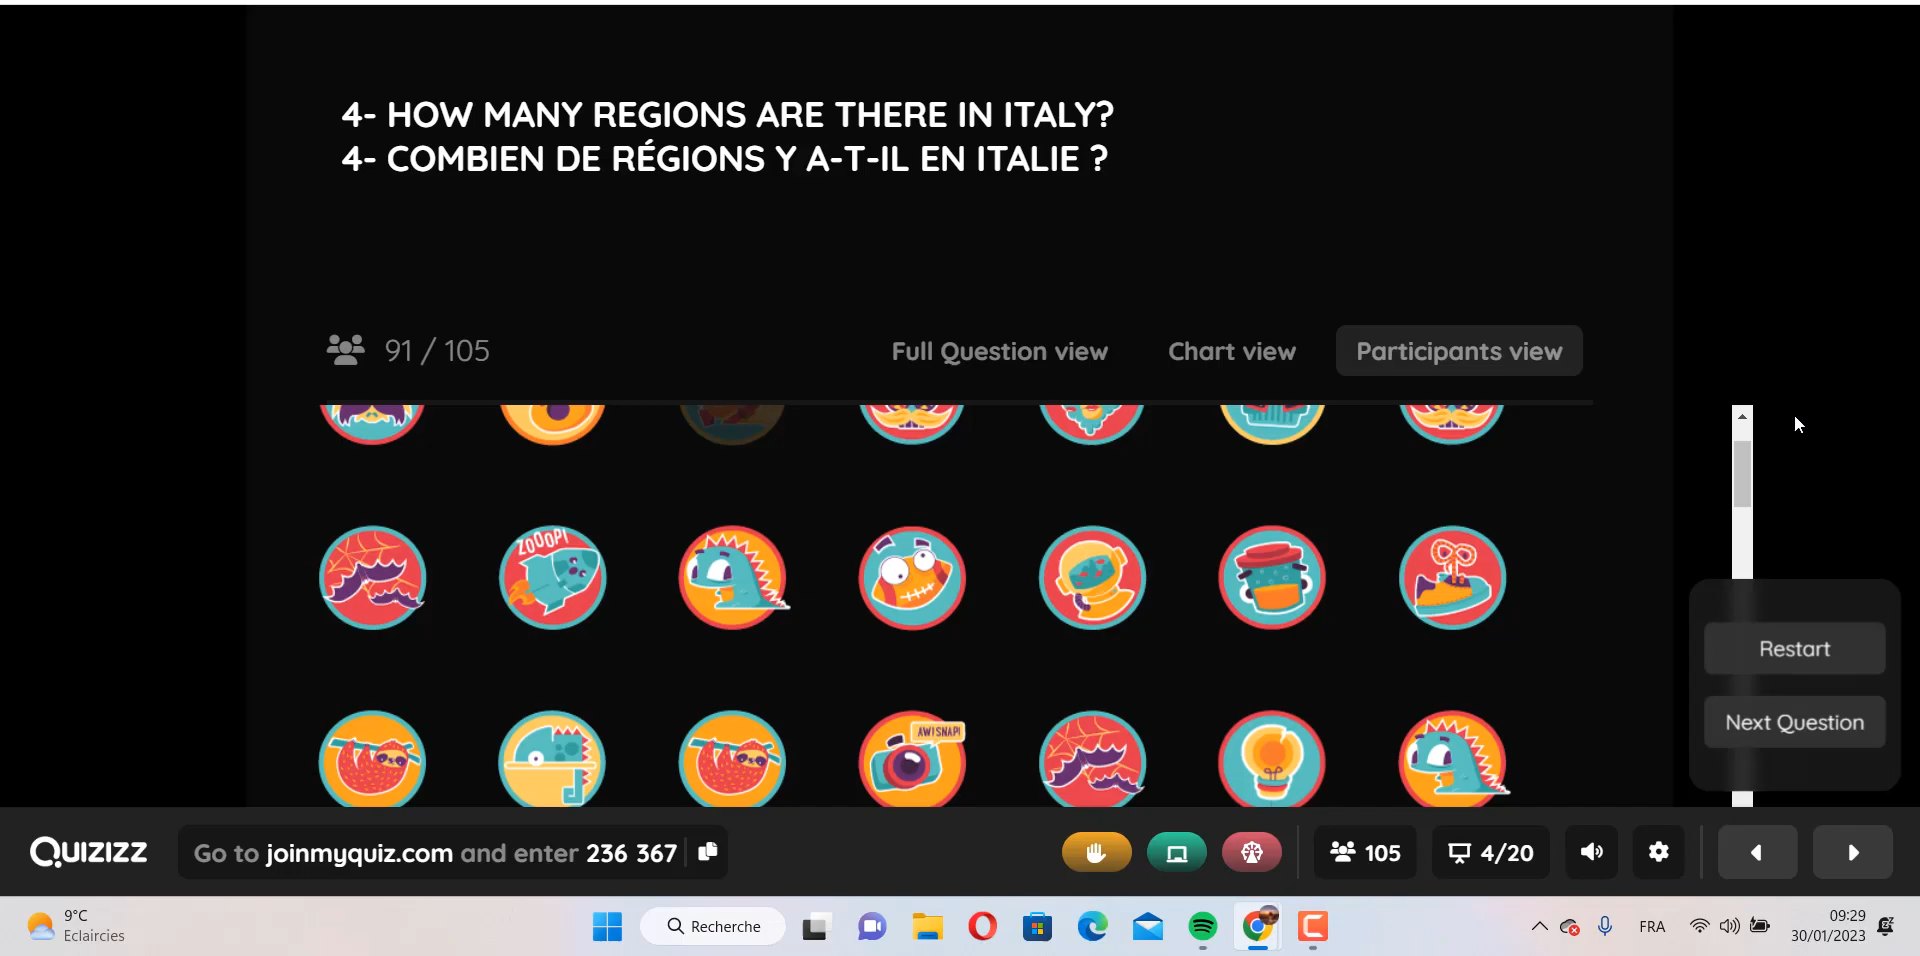 4- HOW MANY REGIONS ARE THERE IN ITALY?
4- COMBIEN DE RÉGIONS Y A-T-IL EN ITALIE ?
91 / 105
Full Question view
Chart view
Participants view
ZOOOP!
AW! SNAP!
Restart
Next Question
QUIZIZZ
Go to joinmyquiz.com and enter 236 367
105
4/20
9°C
Eclaircies
Recherche
FRA
09:29
30/01/2023